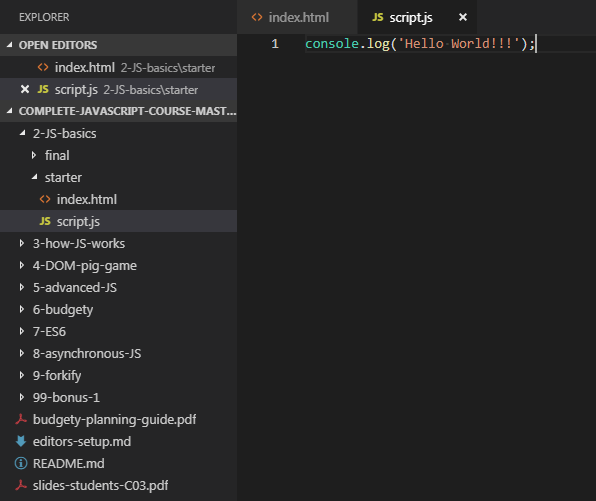 EXPLORER
OPEN EDITORS
index.html 2-JS-basics\starter
JS script.js 2-JS-basics\starter
COMPLETE-JAVASCRIPT-COURSE-MAST...
2-JS-basics
final
starter
index.html
JS script.js
3-how-JS-works
4-DOM-pig-game
5-advanced-JS
6-budgety
7-ES6
8-asynchronous-JS
9-forkify
99-bonus-1
budgety-planning-guide.pdf
editors-setup.md
README.md
slides-students-C03.pdf
index.html
JS script.js
1 console.log('Hello World!!!');